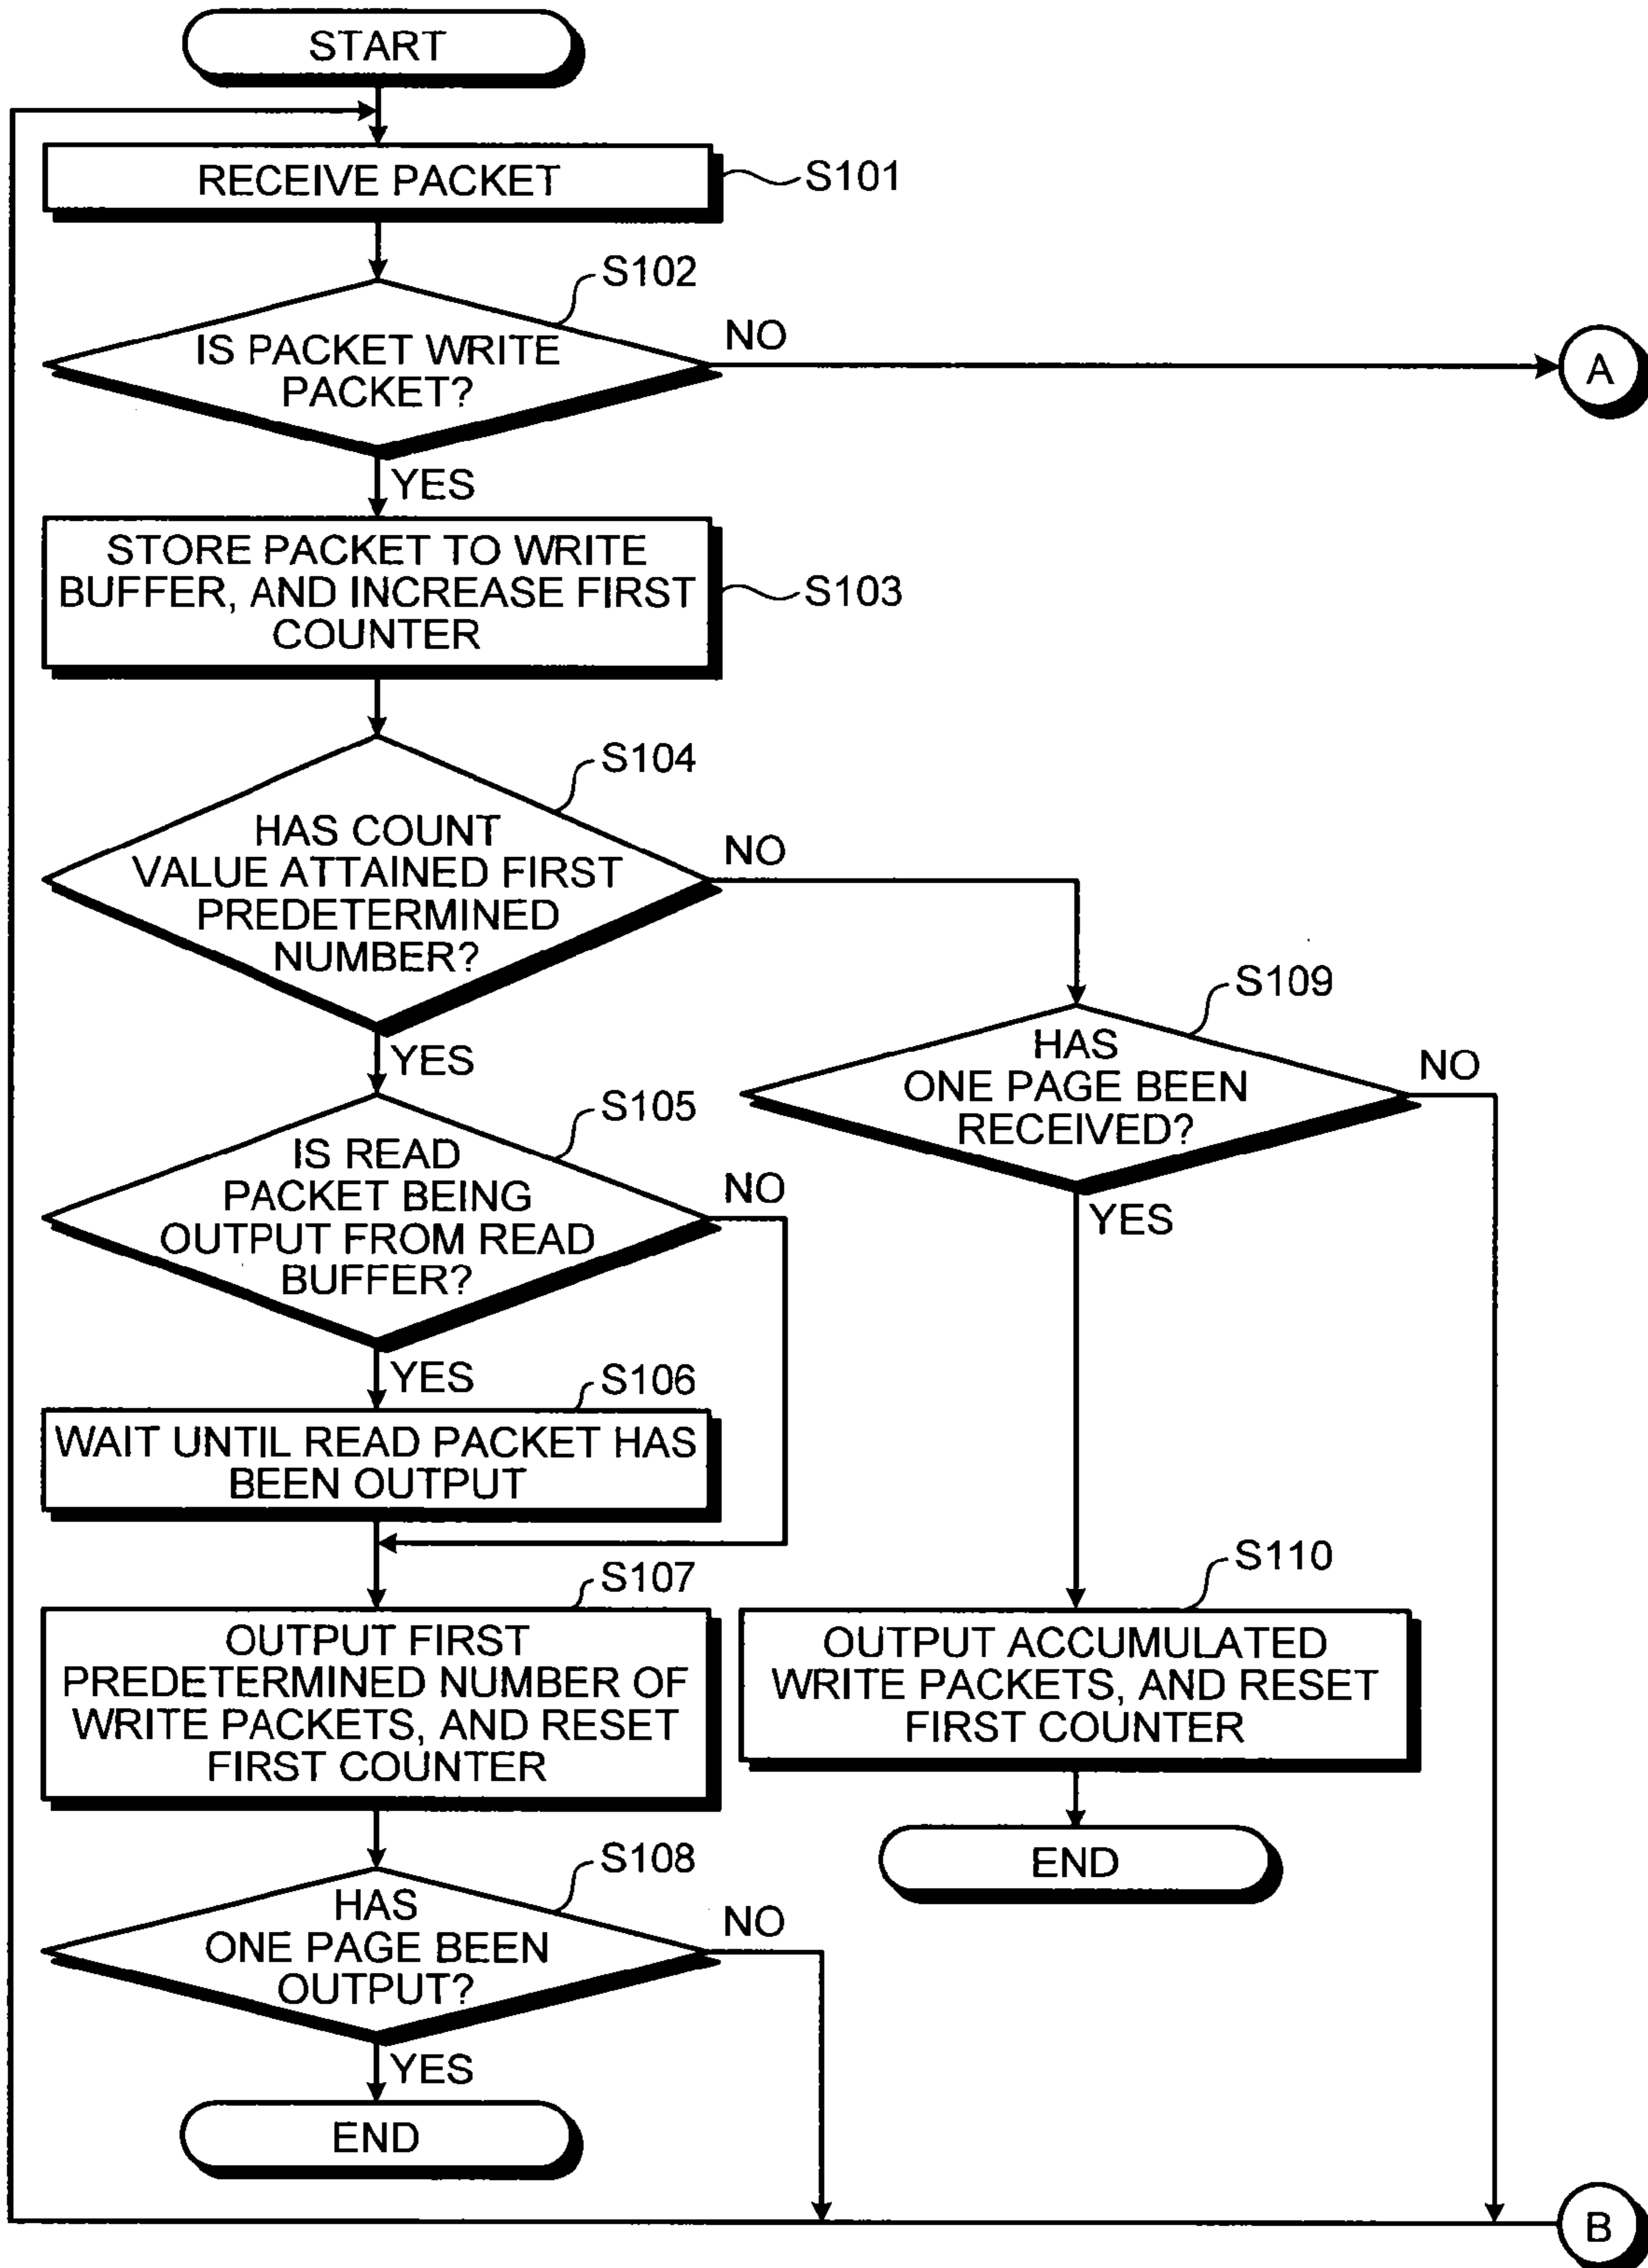 START
RECEIVE PACKET
S101
S102
IS PACKET WRITE
PACKET?
NO
A
YES
STORE PACKET TO WRITE
BUFFER, AND INCREASE FIRST
COUNTER
S103
S104
HAS COUNT
VALUE ATTAINED FIRST
PREDETERMINED
NUMBER?
NO
YES
S109
HAS
ONE PAGE BEEN
RECEIVED?
NO
YES
S105
IS READ
PACKET BEING
OUTPUT FROM READ
BUFFER?
NO
YES
S106
WAIT UNTIL READ PACKET HAS
BEEN OUTPUT
S107
OUTPUT FIRST
PREDETERMINED NUMBER OF
WRITE PACKETS, AND RESET
FIRST COUNTER
S110
OUTPUT ACCUMULATED
WRITE PACKETS, AND RESET
FIRST COUNTER
END
S108
HAS
ONE PAGE BEEN
OUTPUT?
NO
YES
END
B